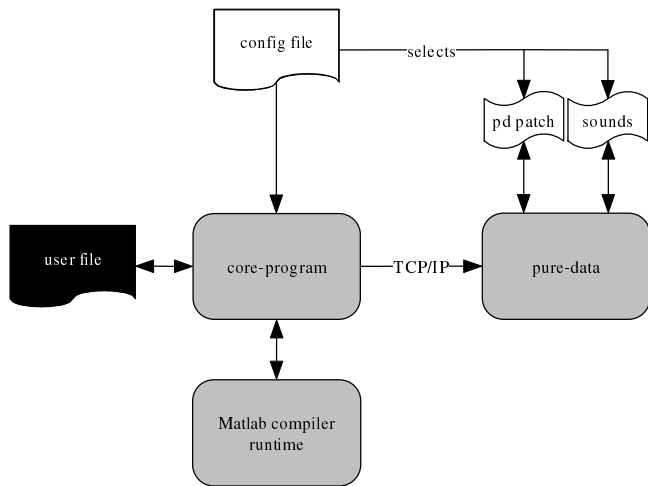 config file
selects
pd patch
sounds
user file
core-program
TCP/IP
pure-data
Matlab compiler
runtime